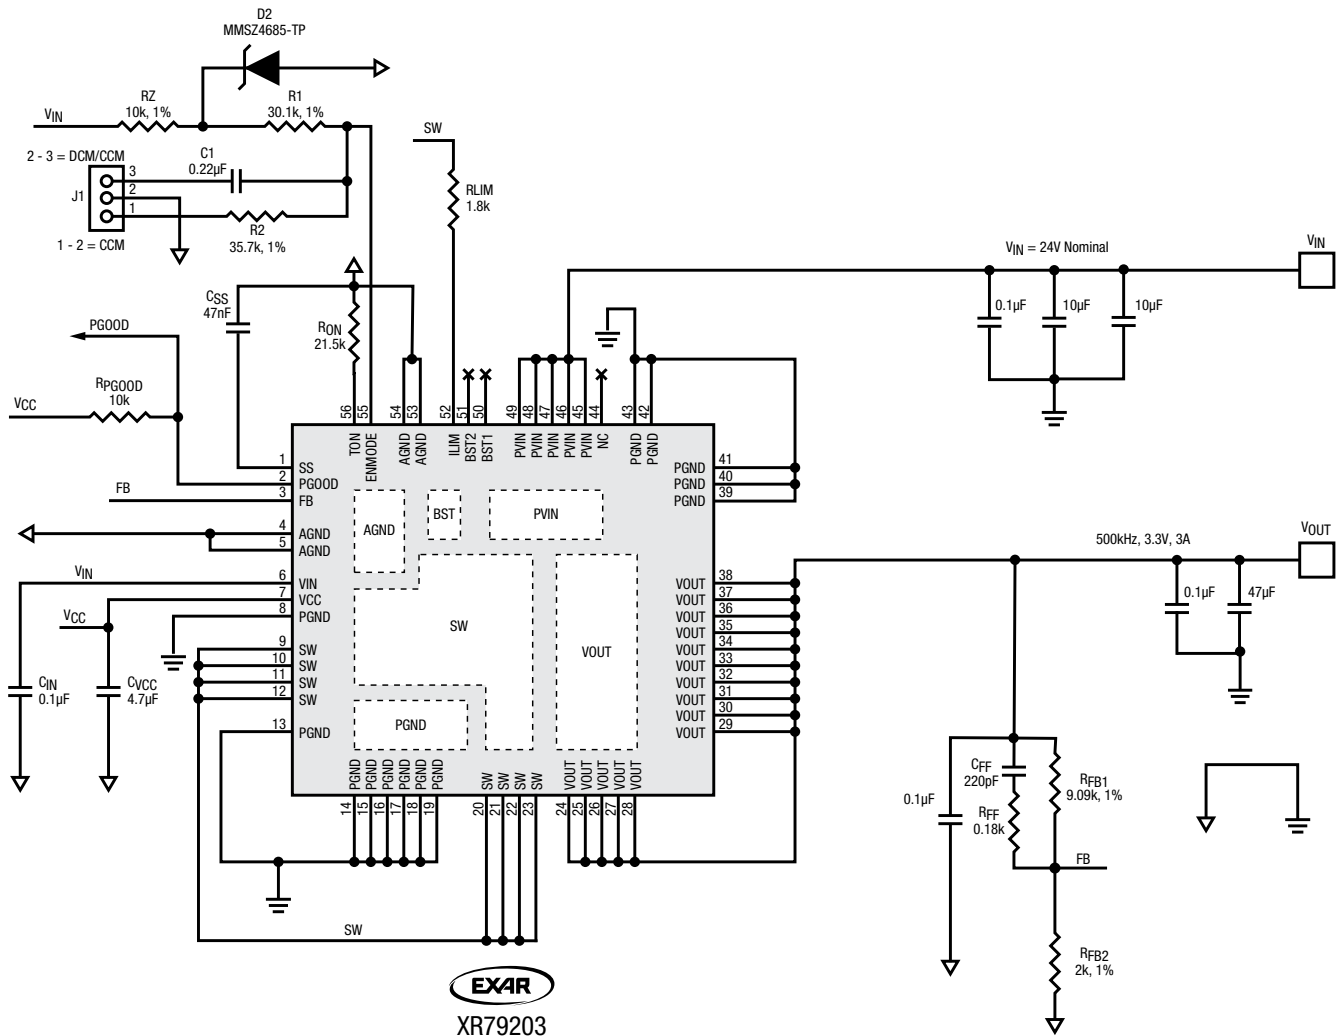 D2
MMSZ4685-TP
RZ
10k, 1%
R1
30.1k, 1%
VIN
SW
2 - 3 = DCM/CCM
C1
0.22µF
3
2
1
J1
RLIM
1.8k
R2
35.7k, 1%
1 - 2 = CCM
VIN = 24V Nominal
VIN
CSS
47nF
0.1µF
10µF
10µF
PGOOD
RON
21.5k
RPGOOD
10k
VCC
56
55
54
53
52
51
50
49
48
47
46
45
44
43
42
TON
ENMODE
AGND
AGND
ILIM
BST2
BST1
PVIN
PVIN
PVIN
PVIN
PVIN
NC
PGND
PGND
1
SS
2
PGOOD
FB
3
FB
4
AGND
5
AGND
VIN
6
VIN
7
VCC
VCC
8
PGND
9
SW
10
SW
11
SW
12
SW
13
PGND
CIN
0.1µF
CVCC
4.7µF
AGND
BST
PVIN
SW
VOUT
PGND
PGND
41
PGND
40
PGND
39
VOUT
38
VOUT
37
VOUT
36
VOUT
35
VOUT
34
VOUT
33
VOUT
32
VOUT
31
VOUT
30
VOUT
29
500kHz, 3.3V, 3A
VOUT
0.1µF
47µF
PGND
PGND
PGND
PGND
PGND
PGND
SW
SW
SW
SW
VOUT
VOUT
VOUT
VOUT
VOUT
14
15
16
17
18
19
20
21
22
23
24
25
26
27
28
0.1µF
CFF
220pF
RFF
0.18k
RFB1
9.09k, 1%
FB
RFB2
2k, 1%
SW
EXAR
XR79203